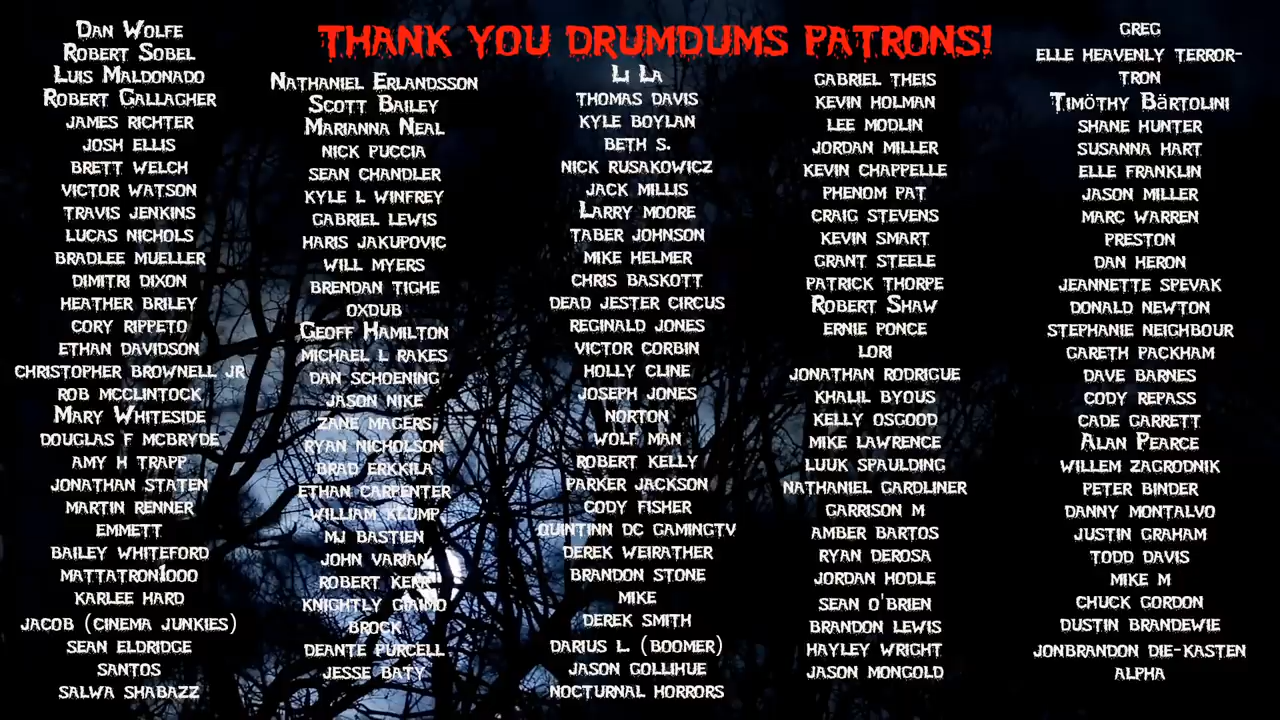 THANK YOU DRUMDUMS PATRONS!
Dan Wolfe
Robert Sobel
Luis Maldonado
Robert Gallagher
JAMES RICHTER
JOSH ELLIS
BRETT WELCH
VICTOR WATSON
TRAVIS JENKINS
LUCAS NICHOLS
BRADLEE MUELLER
DIMITRI DIXON
HEATHER BRILEY
CORY RIPPETO
ETHAN DAVIDSON
CHRISTOPHER BROWNELL JR
ROB MCCLINTOCK
Mary Whiteside
DOUGLAS F MCBRYDE
AMY H TRAPP
JONATHAN STATEN
MARTIN RENNER
EMMETT
BAILEY WHITEFORD
MATTATRON1000
KARLEE HARD
JACOB (CINEMA JUNKIES)
SEAN ELDRIDGE
SANTOS
SALWA SHABAZZ
Nathaniel Erlandsson
Scott Bailey
Marianna Neal
NICK PUCCIA
SEAN CHANDLER
KYLE L WINFREY
GABRIEL LEWIS
HARIS JAKUPOVIC
WILL MYERS
BRENDAN TIGHE
OXDUB
Geoff Hamilton
MICHAEL L RAKES
DAN SCHOENING
JASON NIKE
ZANE MAGERS
RYAN NICHOLSON
BRAD ERKKILA
ETHAN CARPENTER
WILLIAM KLUMP
MJ BASTIEN
JOHN VARIAN
ROBERT KERR
KNIGHTLY GIAIMO
BROCK
DEANTE PURCELL
JESSE BATY
Li La
THOMAS DAVIS
KYLE BOYLAN
BETH S.
NICK RUSAKOWICZ
JACK MILLIS
Larry MOORE
TABER JOHNSON
MIKE HELMER
CHRIS BASKOTT
DEAD JESTER CIRCUS
REGINALD JONES
VICTOR CORBIN
HOLLY CLINE
JOSEPH JONES
NORTON
WOLF MAN
ROBERT KELLY
PARKER JACKSON
CODY FISHER
QUINTINN DC GAMINGTV
DEREK WEIRATHER
BRANDON STONE
MIKE
DEREK SMITH
DARIUS L. (BOOMER)
JASON GOLLIHUE
NOCTURNAL HORRORS
GABRIEL THEIS
KEVIN HOLMAN
LEE MODLIN
JORDAN MILLER
KEVIN CHAPPELLE
PHENOM PAT
CRAIG STEVENS
KEVIN SMART
GRANT STEELE
PATRICK THORPE
Robert Shaw
ERNIE PONCE
LORI
JONATHAN RODRIGUE
KHALIL BYOUS
KELLY OSGOOD
MIKE LAWRENCE
LUUK SPAULDING
NATHANIEL GARDLINER
GARRISON M
AMBER BARTOS
RYAN DEROSA
JORDAN HODLE
SEAN O'BRIEN
BRANDON LEWIS
HAYLEY WRIGHT
JASON MONGOLD
GREG
ELLE HEAVENLY TERROR-
TRON
Timöthy Bärtolini
SHANE HUNTER
SUSANNA HART
ELLE FRANKLIN
JASON MILLER
MARC WARREN
PRESTON
DAN HERON
JEANNETTE SPEVAK
DONALD NEWTON
STEPHANIE NEIGHBOUR
GARETH PACKHAM
DAVE BARNES
CODY REPASS
CADE GARRETT
Alan Pearce
WILLEM ZAGRODNIK
PETER BINDER
DANNY MONTALVO
JUSTIN GRAHAM
TODD DAVIS
MIKE M
CHUCK GORDON
DUSTIN BRANDEWIE
JONBRANDON DIE-KASTEN
ALPHA